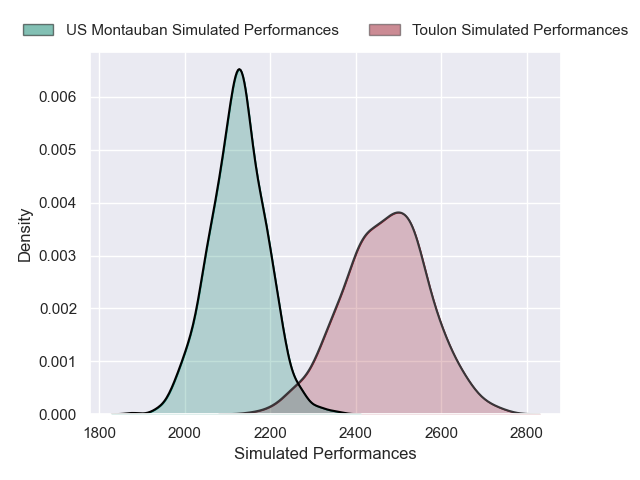 US Montauban Simulated Performances Toulon Simulated Performances
0.006
0.005
0.004
0.003
0.002
0.001
0.000
Density
1800 2000 2200 2400 2600 2800
Simulated Performances